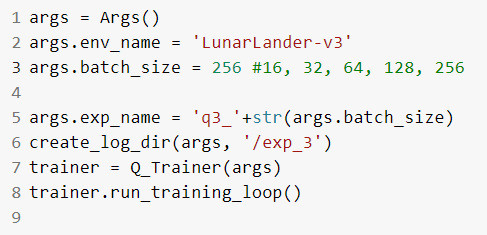 1 args = Args()
2 args.env_name = 'LunarLander-v3'
3 args.batch_size = 256 #16, 32, 64, 128, 256
4
5 args.exp_name = 'q3_'+str(args.batch_size)
6 create_log_dir(args, '/exp_3')
7 trainer = Q_Trainer(args)
8 trainer.run_training_loop()
9